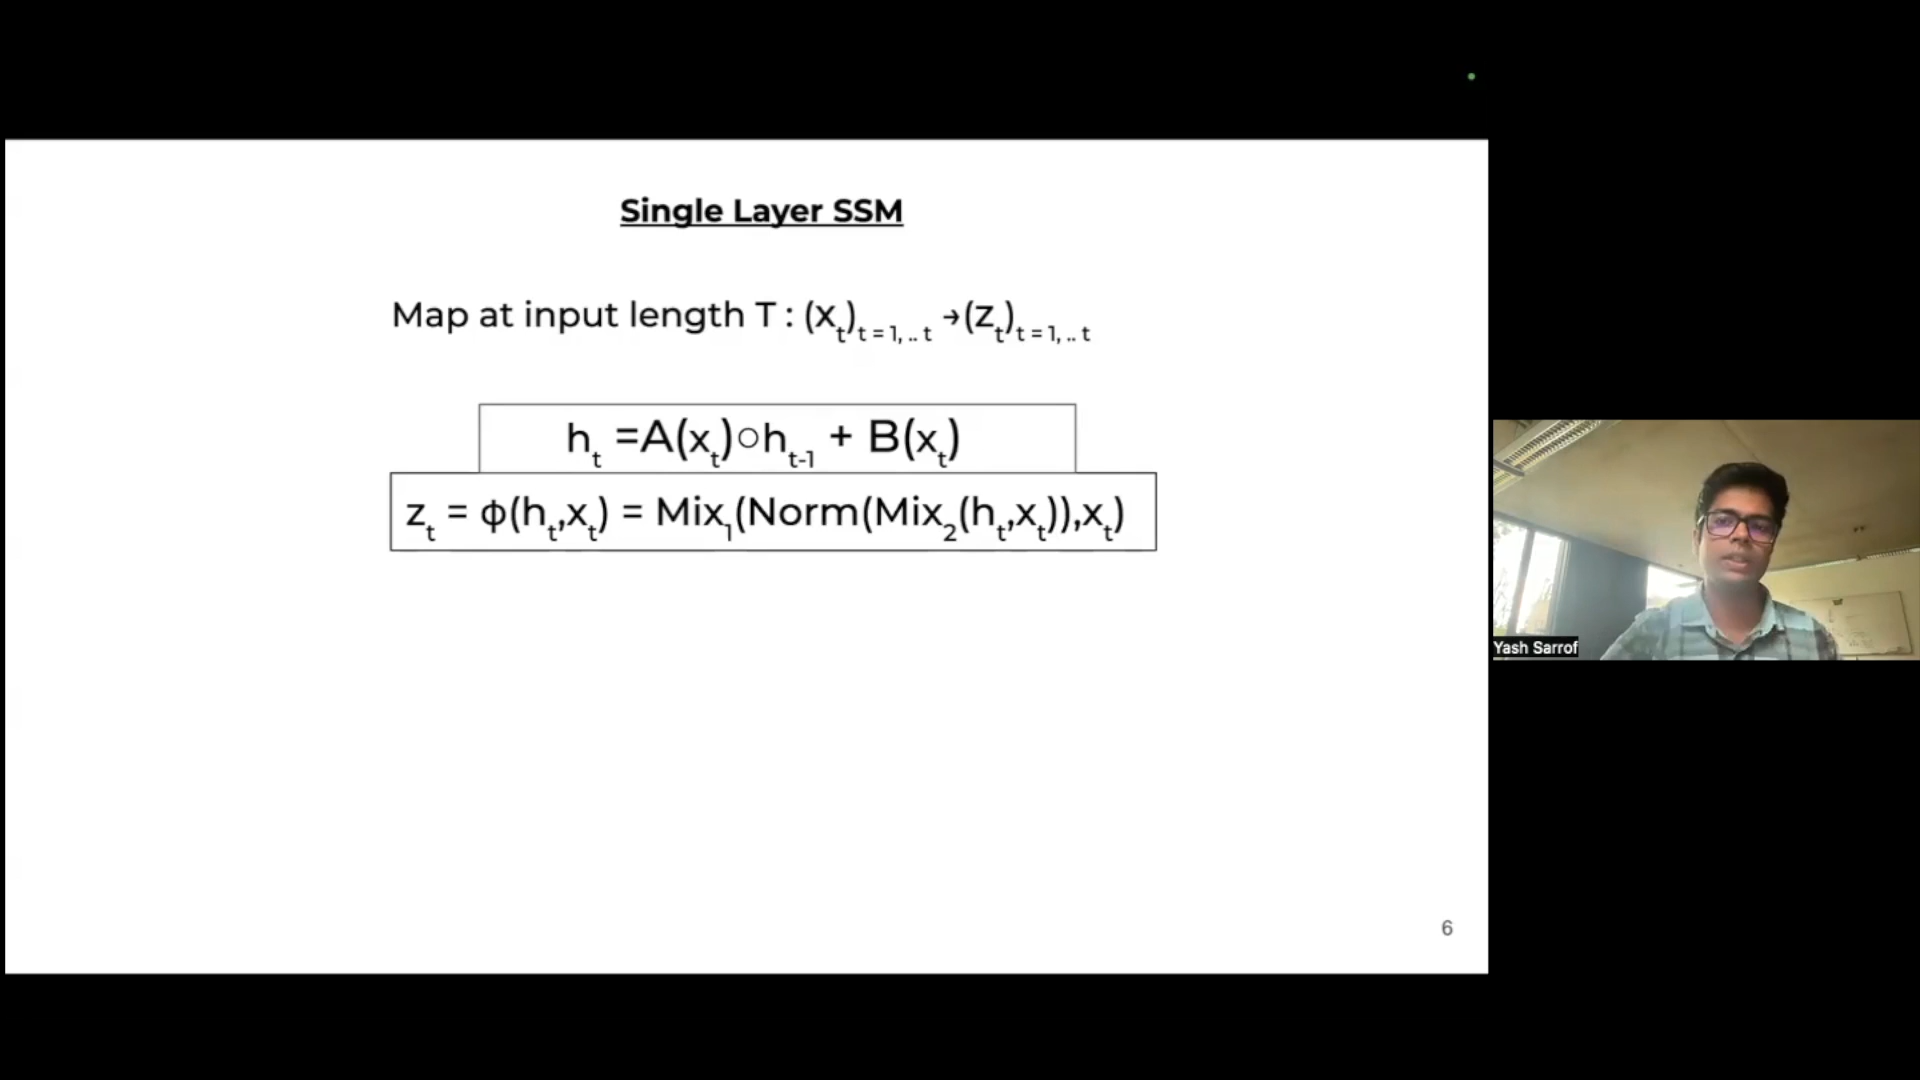 Single Layer SSM
Map at input length T : (xₜ)ₜ ₌ ₁, .. ₜ →(zₜ)ₜ ₌ ₁, .. ₜ
hₜ =A(xₜ)○hₜ₋₁ + B(xₜ)
zₜ = ϕ(hₜ,xₜ) = Mix₁(Norm(Mix₂(hₜ,xₜ)),xₜ)
Yash Sarrof
6